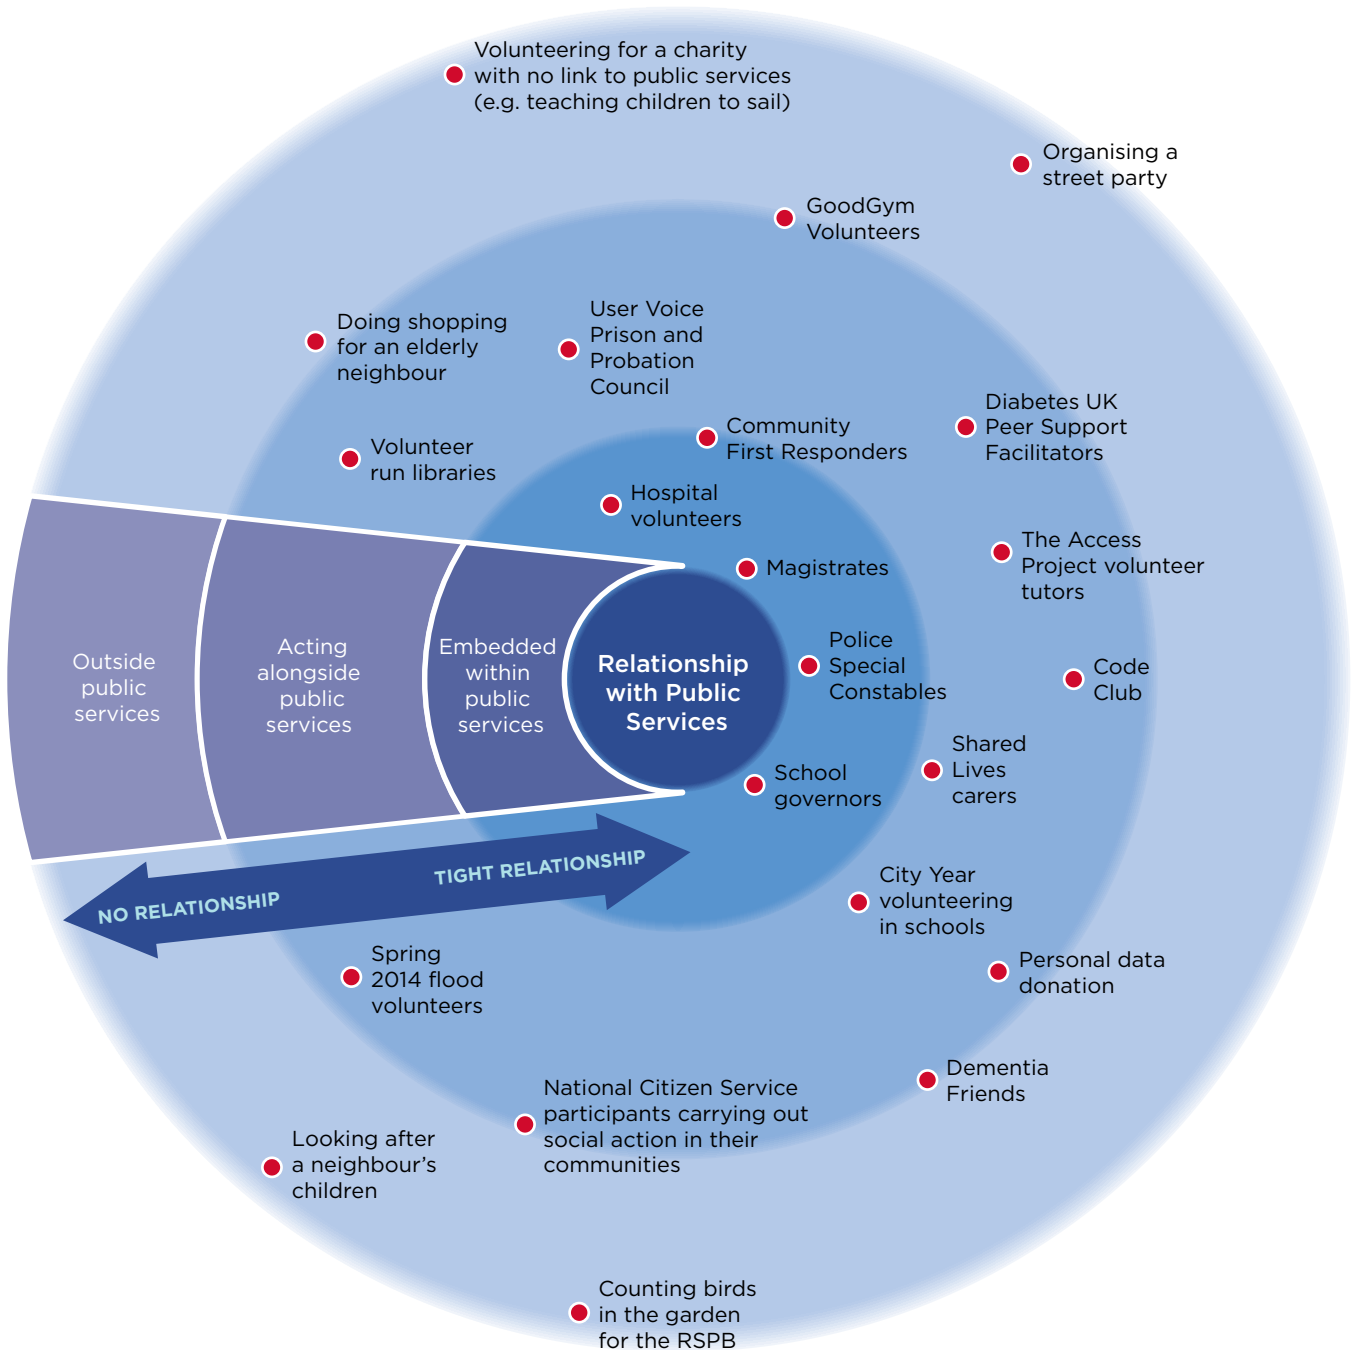 Volunteering for a charity
with no link to public services
(e.g. teaching children to sail)
Organising a
street party
GoodGym
Volunteers
Doing shopping
for an elderly
neighbour
User Voice
Prison and
Probation
Council
Diabetes UK
Peer Support
Facilitators
Community
First Responders
Volunteer
run libraries
Hospital
volunteers
The Access
Project volunteer
tutors
Magistrates
Outside
public
services
Acting
alongside
public
services
Embedded
within
public
services
Relationship
with Public
Services
Police
Special
Constables
Code
Club
Shared
Lives
carers
School
governors
NO RELATIONSHIP
TIGHT RELATIONSHIP
City Year
volunteering
in schools
Spring
2014 flood
volunteers
Personal data
donation
Dementia
Friends
National Citizen Service
participants carrying out
social action in their
communities
Looking after
a neighbour’s
children
Counting birds
in the garden
for the RSPB